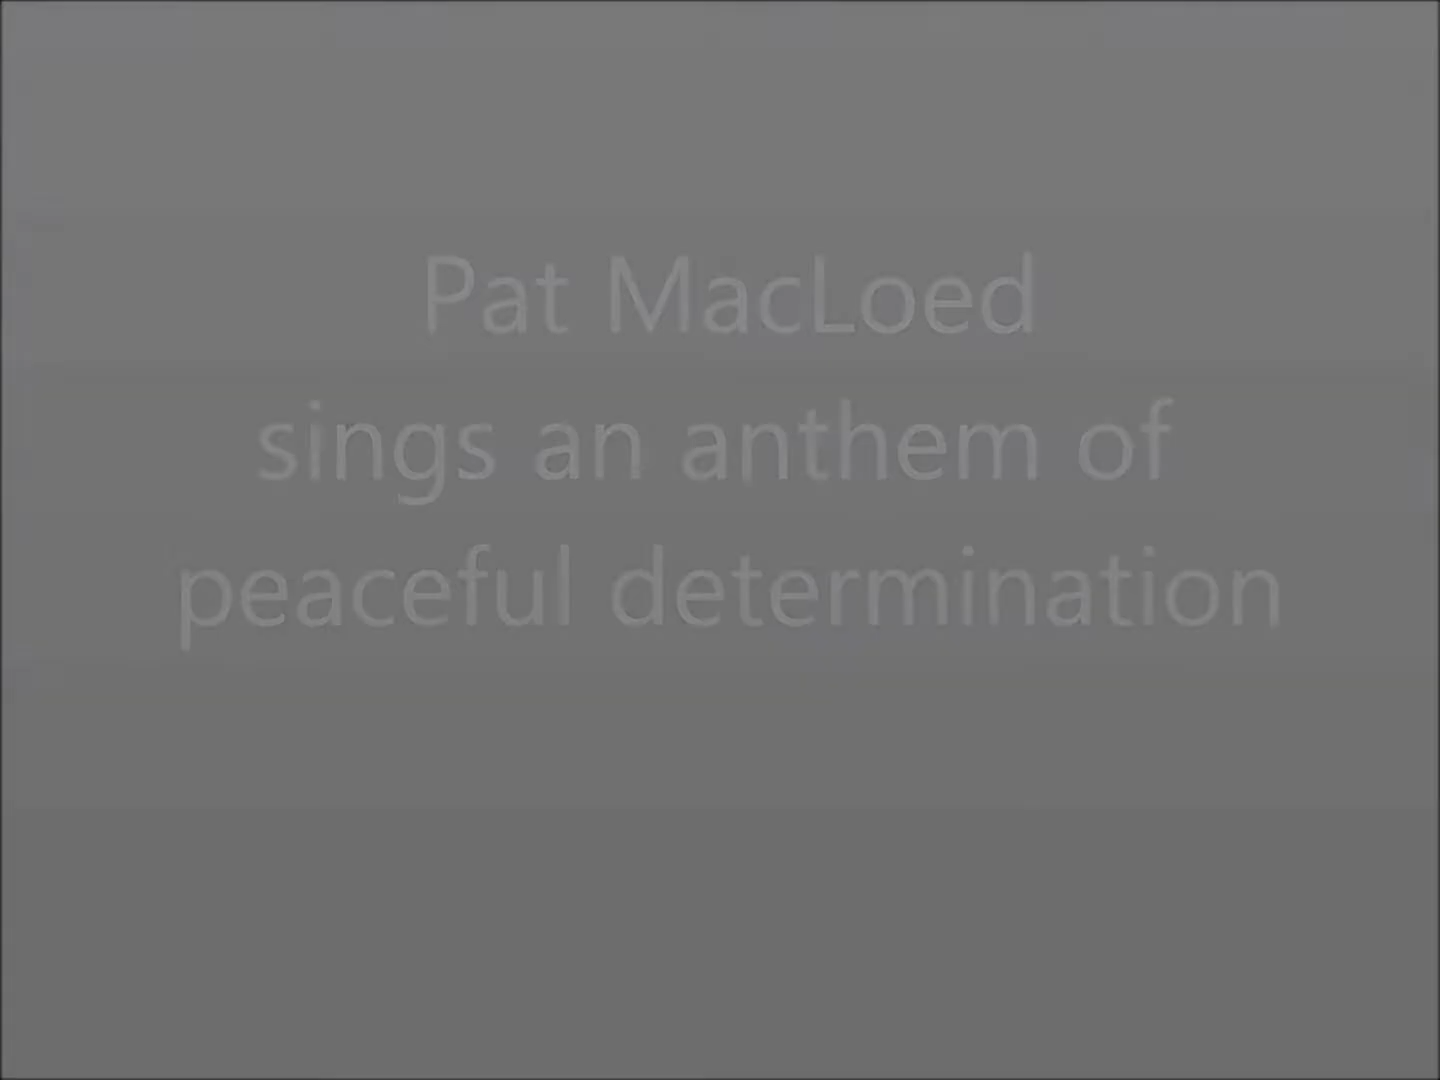 Pat MacLoed
sings an anthem of
peaceful determination